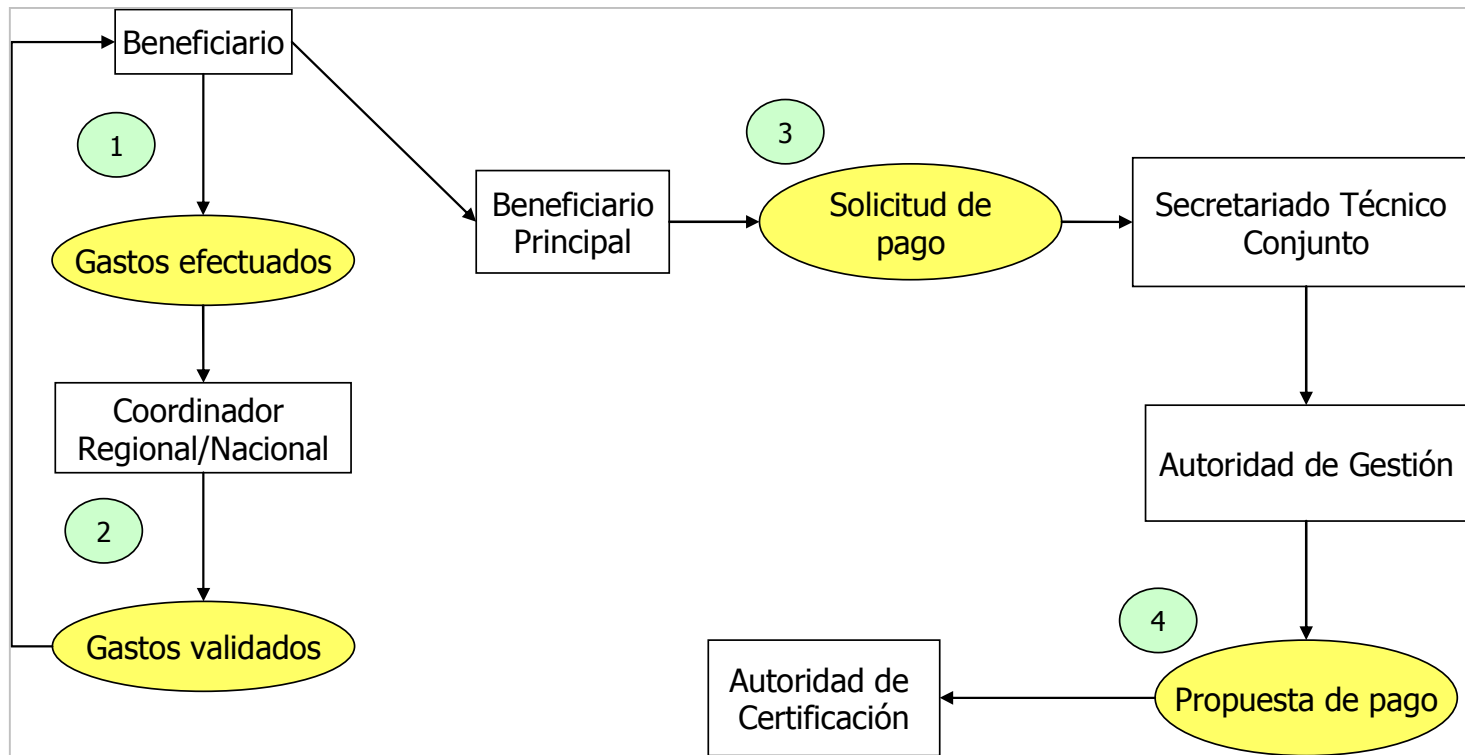 Beneficiario
1
Gastos efectuados
Coordinador
Regional/Nacional
2
Gastos validados
Beneficiario
Principal
3
Solicitud de
pago
Secretariado Técnico
Conjunto
Autoridad de Gestión
4
Propuesta de pago
Autoridad de
Certificación